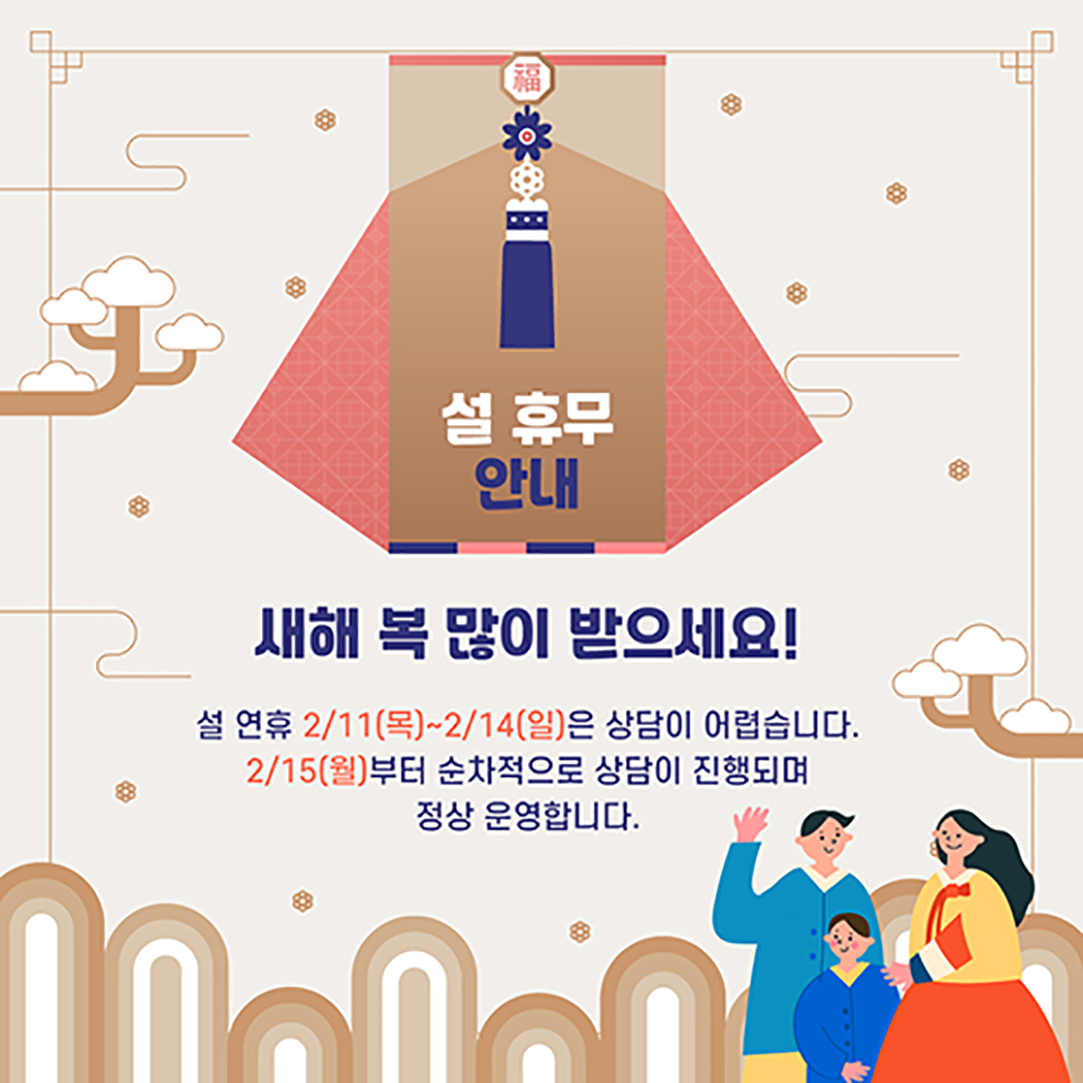 福
설 휴무
안내
새해 복 많이 받으세요!
설 연휴 2/11(목)~2/14(일)은 상담이 어렵습니다.
2/15(월)부터 순차적으로 상담이 진행되며
정상 운영합니다.